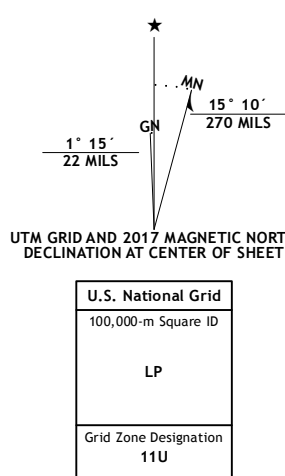 ★
MN
GN
15° 10´
270 MILS
1° 15´
22 MILS
UTM GRID AND 2017 MAGNETIC NORT
DECLINATION AT CENTER OF SHEET
U.S. National Grid
100,000-m Square ID
LP
Grid Zone Designation
11U